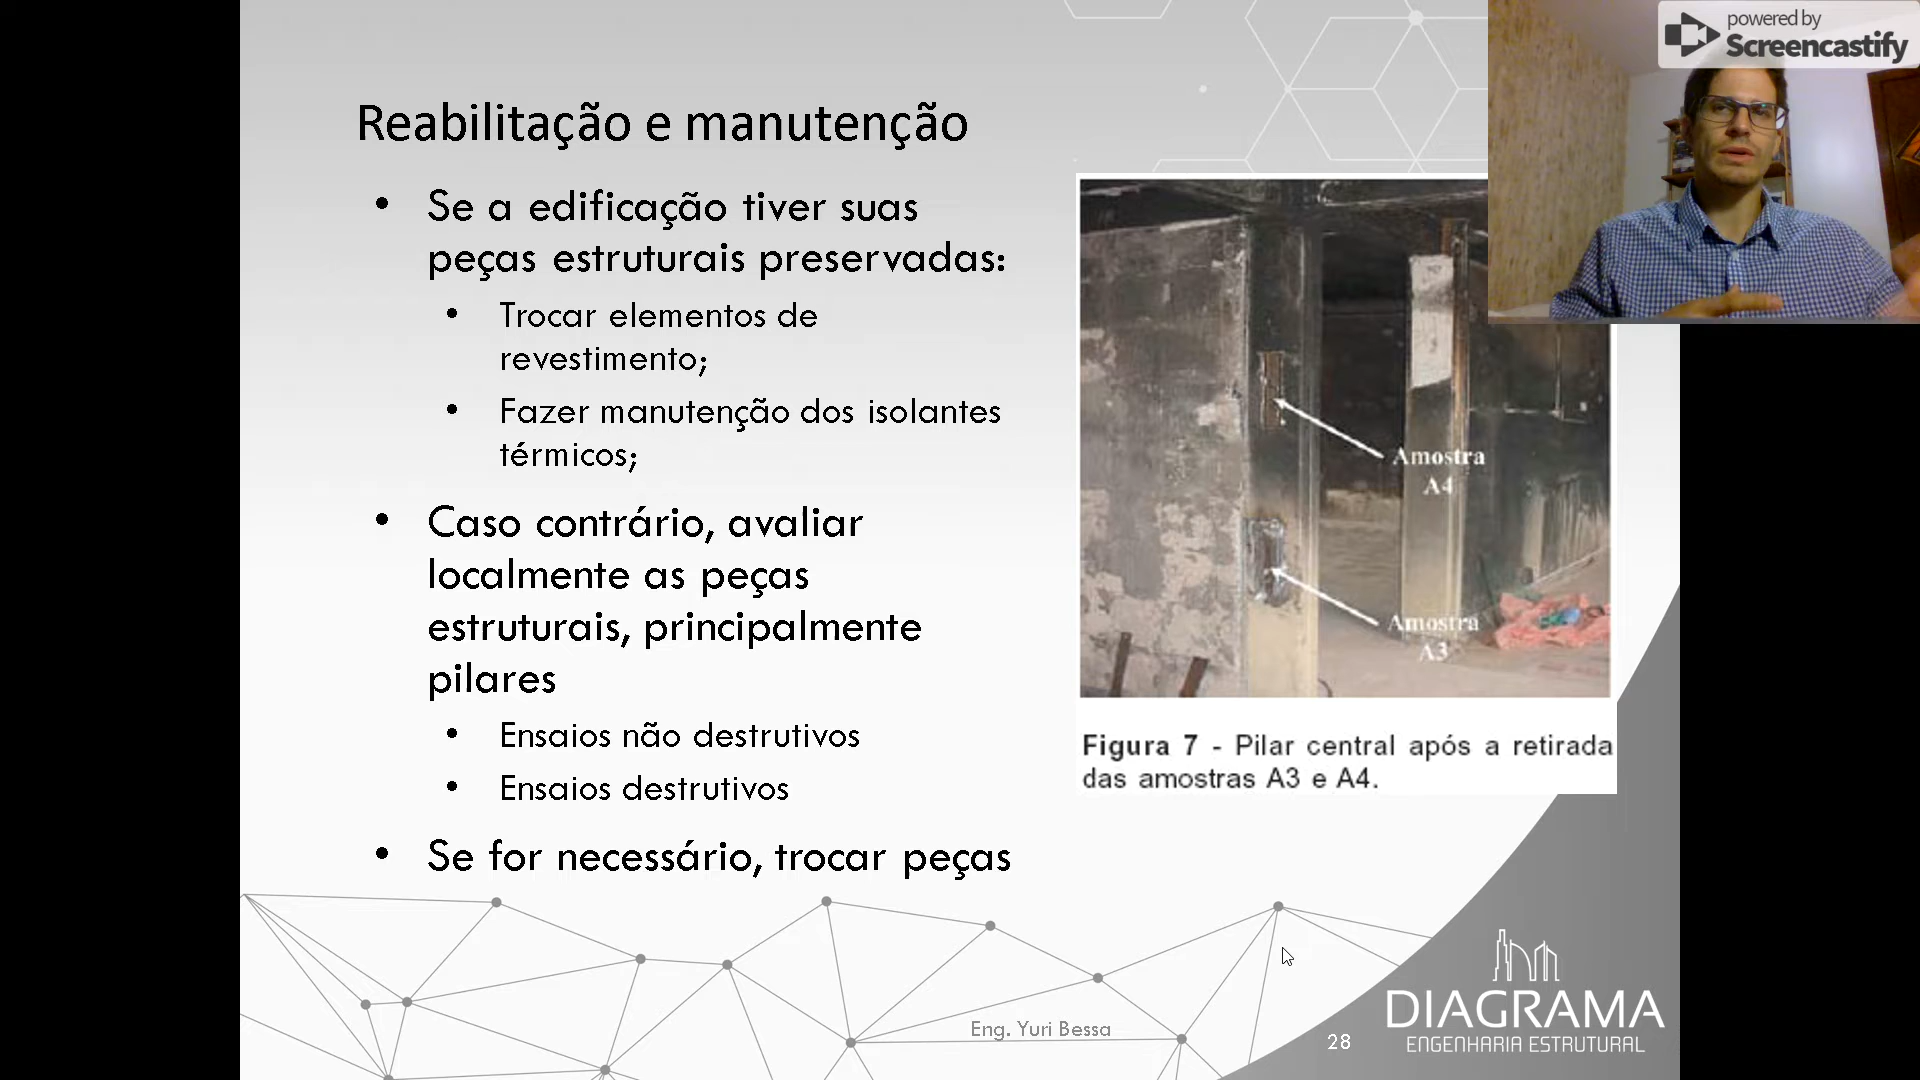 powered by
Screencastify
Reabilitação e manutenção
• Se a edificação tiver suas
peças estruturais preservadas:
• Trocar elementos de
revestimento;
• Fazer manutenção dos isolantes
térmicos;
• Caso contrário, avaliar
localmente as peças
estruturais, principalmente
pilares
• Ensaios não destrutivos
• Ensaios destrutivos
• Se for necessário, trocar peças
Amostra
A4
Amostra
A3
Figura 7 - Pilar central após a retirada
das amostras A3 e A4.
Eng. Yuri Bessa
28
DIAGRAMA
ENGENHARIA ESTRUTURAL